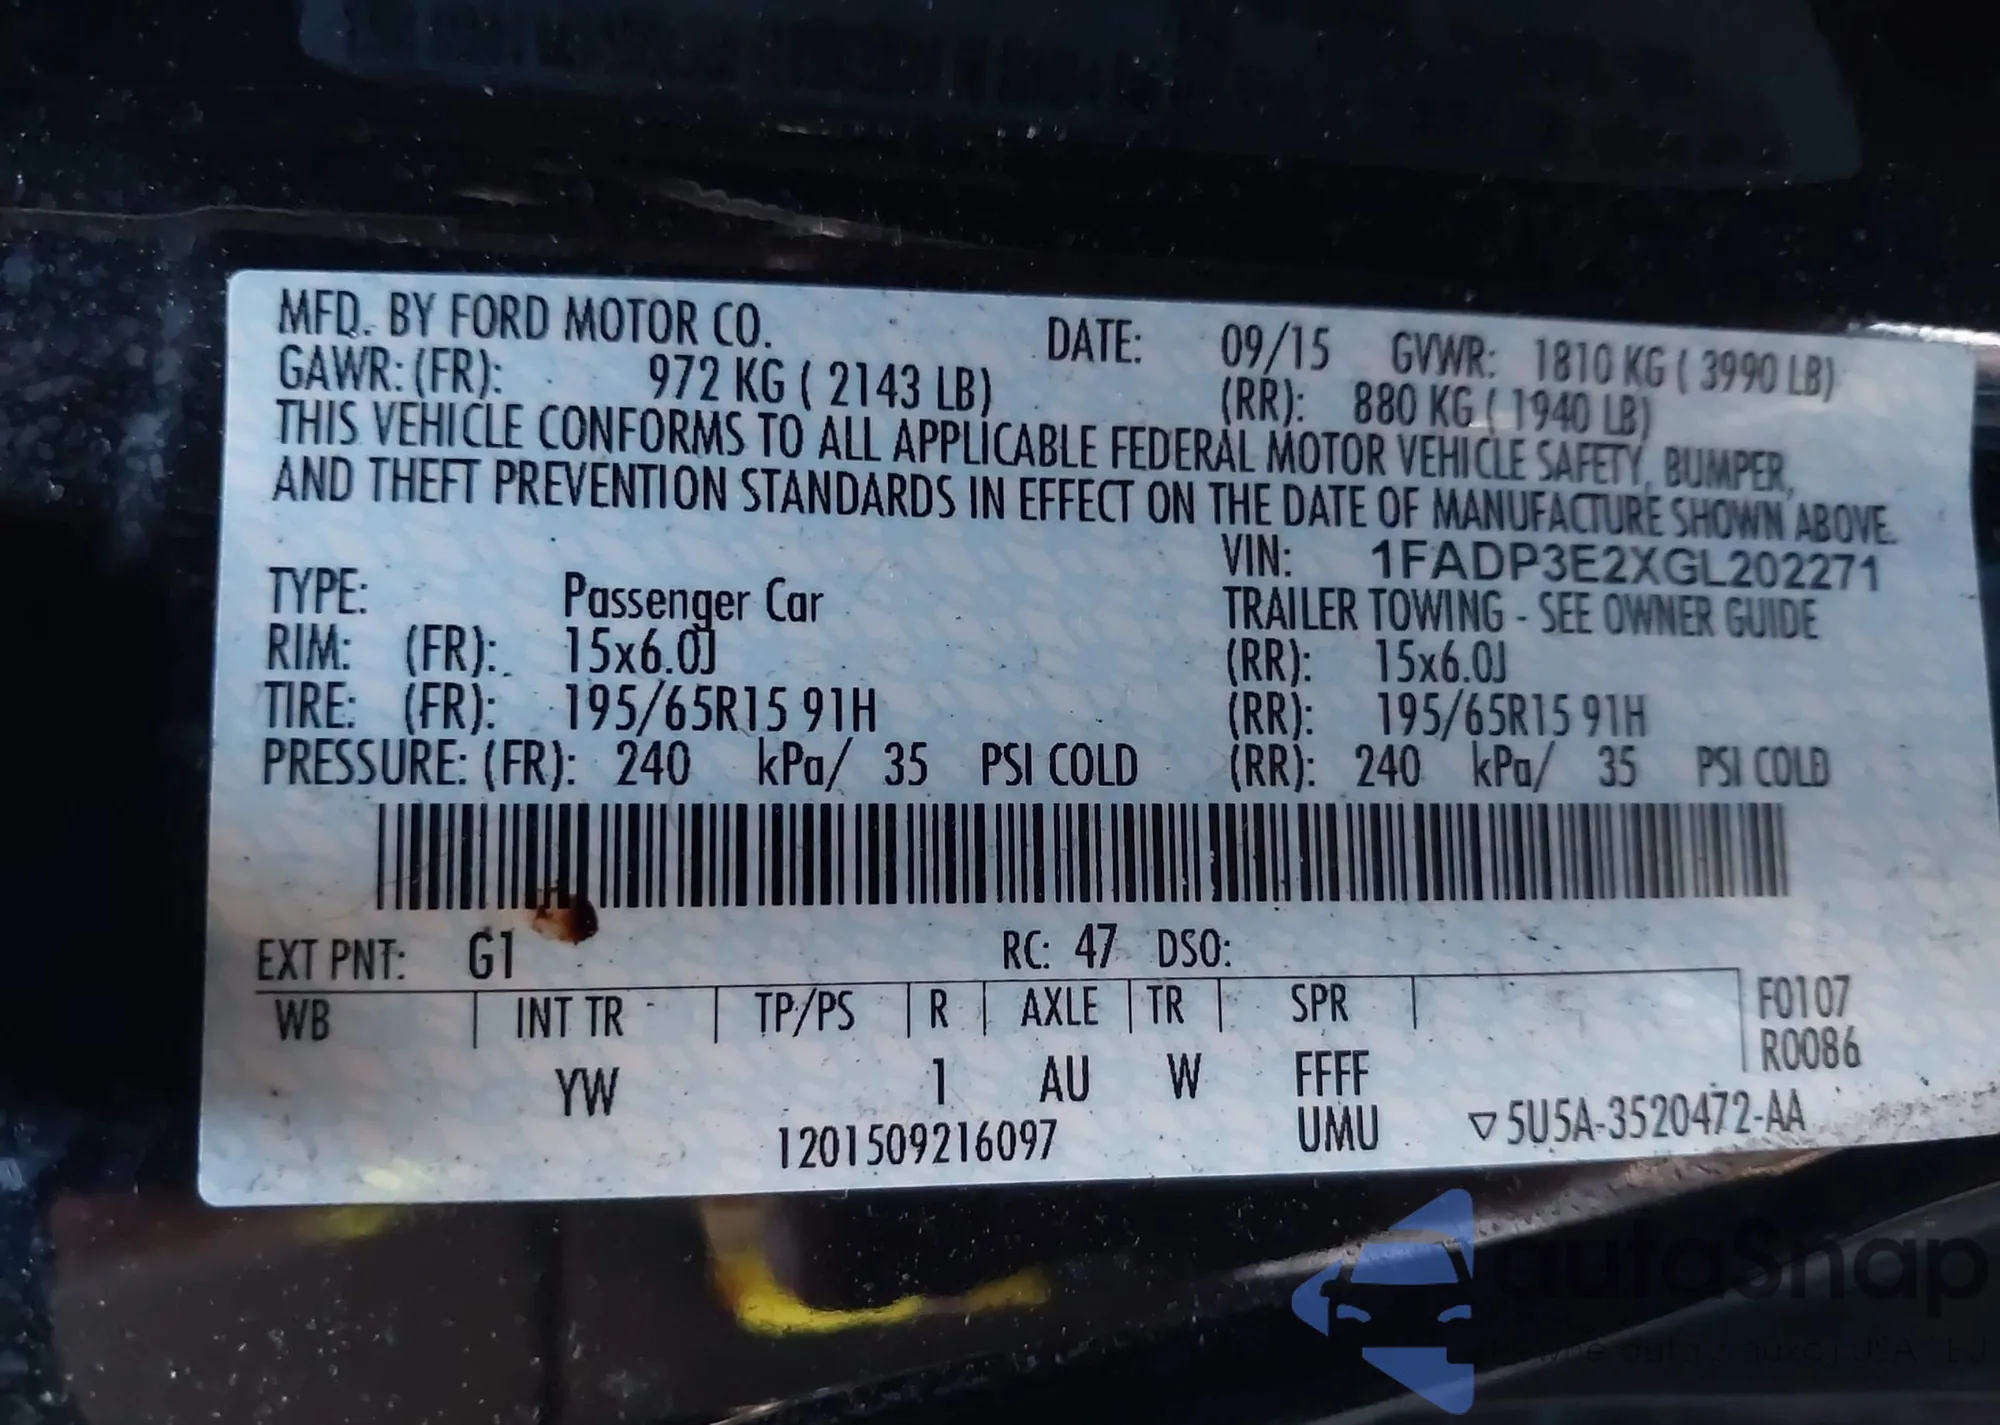 MFD. BY FORD MOTOR CO. DATE: 09/15 GVWR: 1810 KG ( 3990 LB)
GAWR: (FR): 972 KG ( 2143 LB) (RR): 880 KG ( 1940 LB)
THIS VEHICLE CONFORMS TO ALL APPLICABLE FEDERAL MOTOR VEHICLE SAFETY, BUMPER,
AND THEFT PREVENTION STANDARDS IN EFFECT ON THE DATE OF MANUFACTURE SHOWN ABOVE.
VIN: 1FADP3E2XGL202271
TYPE: Passenger Car TRAILER TOWING - SEE OWNER GUIDE
RIM: (FR): 15x6.0J (RR): 15x6.0J
TIRE: (FR): 195/65R15 91H (RR): 195/65R15 91H
PRESSURE: (FR): 240 kPa/ 35 PSI COLD (RR): 240 kPa/ 35 PSI COLD
EXT PNT: G1 RC: 47 DSO:
WB INT TR TP/PS R AXLE TR SPR F0107
R0086
YW 1 AU W FFFF
1201509216097 UMU ▽5U5A-3520472-AA
autoSnap